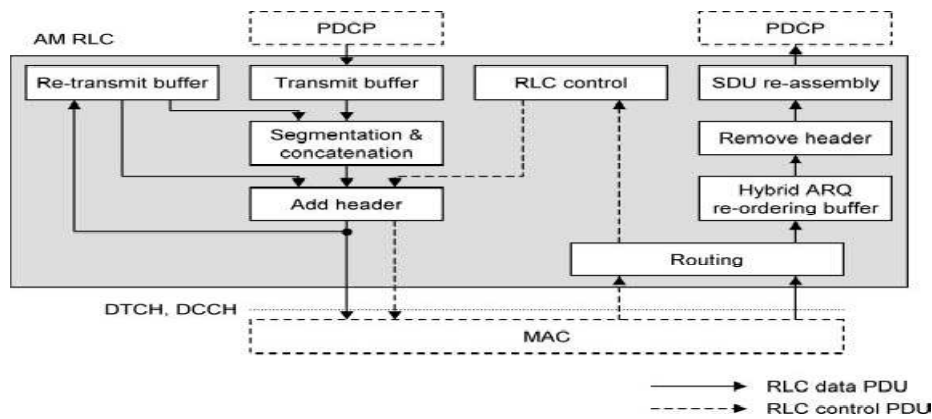 PDCP
PDCP
AM RLC
Re-transmit buffer
Transmit buffer
RLC control
SDU re-assembly
Segmentation &
concatenation
Remove header
Add header
Hybrid ARQ
re-ordering buffer
Routing
DTCH, DCCH
MAC
RLC data PDU
RLC control PDU